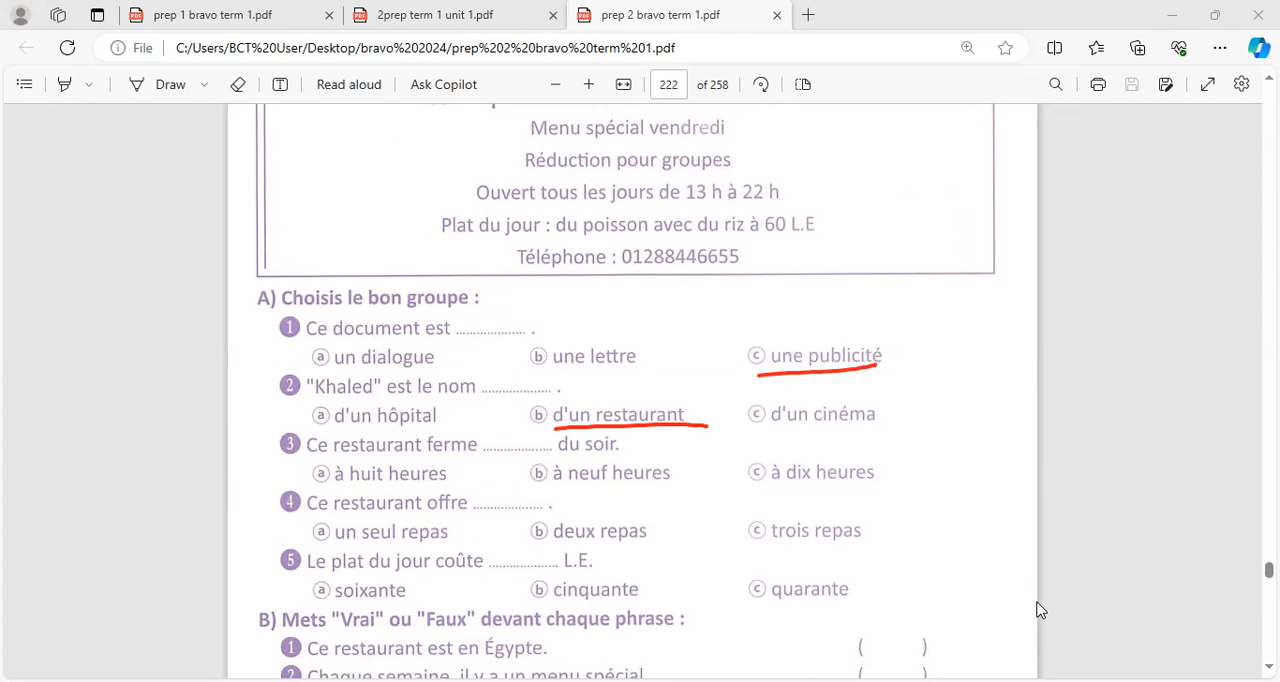 prep 1 bravo term 1.pdf
2prep term 1 unit 1.pdf
prep 2 bravo term 1.pdf
File
C:/Users/BCT%20User/Desktop/bravo%202024/prep%202%20bravo%20term%201.pdf
Draw
Read aloud
Ask Copilot
222 of 258
Menu spécial vendredi
Réduction pour groupes
Ouvert tous les jours de 13 h à 22 h
Plat du jour : du poisson avec du riz à 60 L.E
Téléphone : 01288446655
A) Choisis le bon groupe :
1 Ce document est .................... .
a un dialogue b une lettre c une publicité
2 "Khaled" est le nom .................... .
a d'un hôpital b d'un restaurant c d'un cinéma
3 Ce restaurant ferme .................... du soir.
a à huit heures b à neuf heures c à dix heures
4 Ce restaurant offre .................... .
a un seul repas b deux repas c trois repas
5 Le plat du jour coûte .................... L.E.
a soixante b cinquante c quarante
B) Mets "Vrai" ou "Faux" devant chaque phrase :
1 Ce restaurant est en Égypte. ( )
2 Chaque semaine, il y a un menu spécial ( )